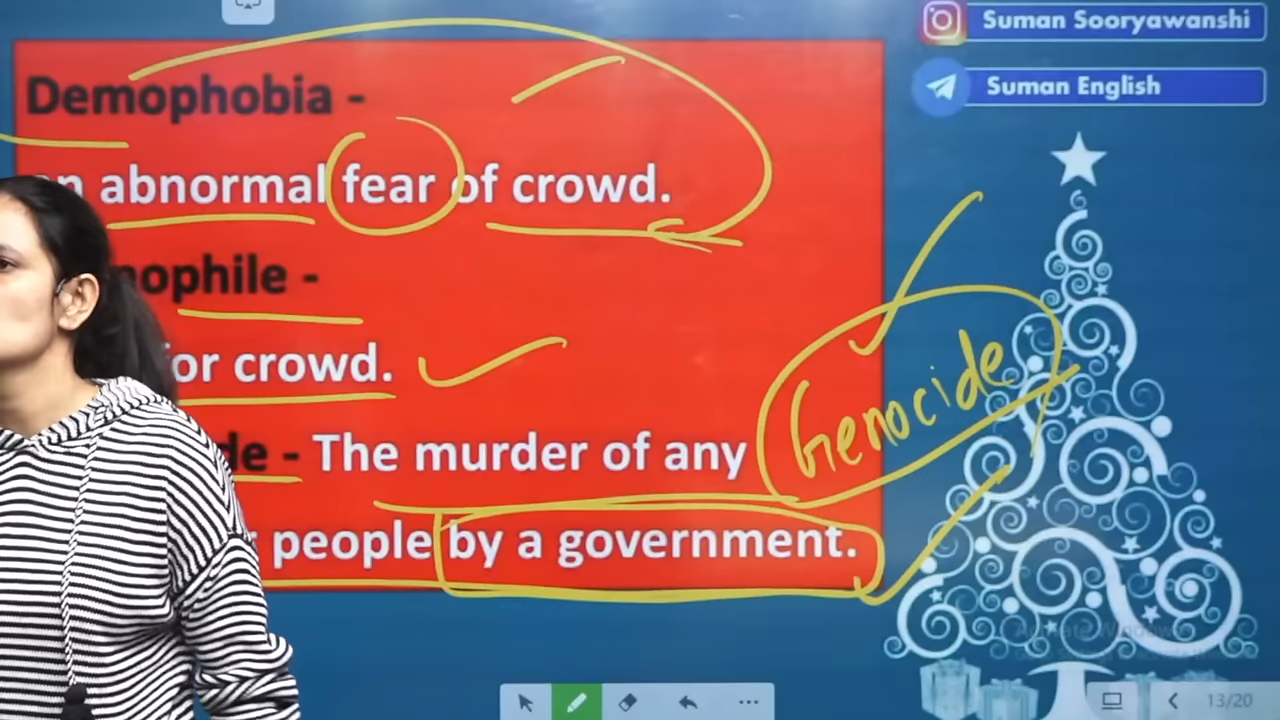 Suman Sooryawanshi
Suman English
Demophobia -
abnormal fear of crowd.
ophile -
for crowd.
de - The murder of any
people by a government.
Genocide
13/20